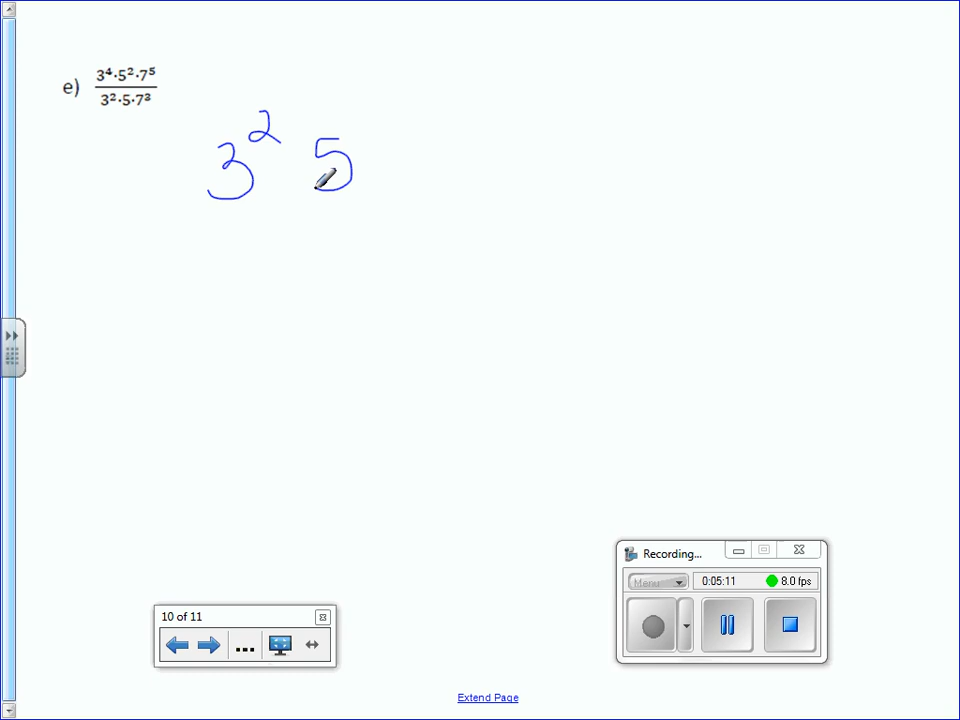 e) 3⁴·5²·7⁵
3²·5·7³
3² 5
Recording...
Menu 0:05:11 8.0 fps
10 of 11
...
Extend Page